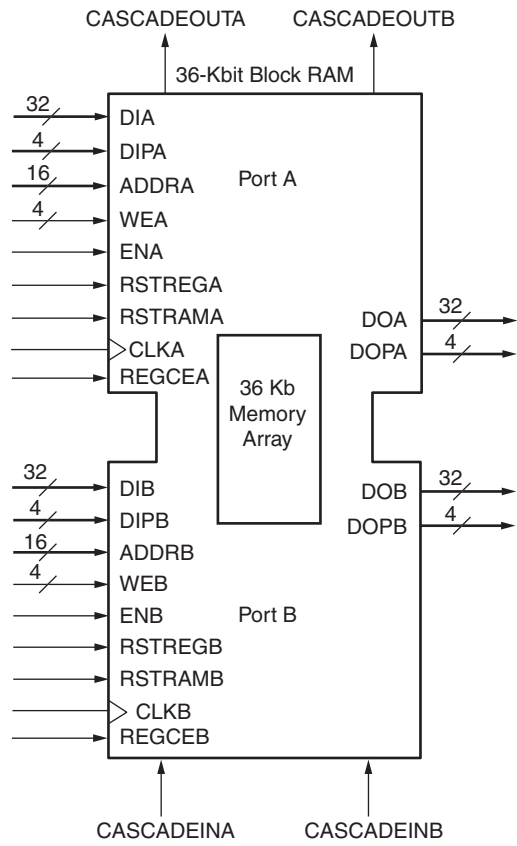 CASCADEOUTA CASCADEOUTB
36-Kbit Block RAM
32
DIA
4
DIPA
16
ADDRA
Port A
4
WEA
ENA
RSTREGA
RSTRAMA
DOA
32
CLKA
DOPA
4
REGCEA
36 Kb
Memory
Array
32
DIB
DOB
32
4
DIPB
DOPB
4
16
ADDRB
4
WEB
ENB
Port B
RSTREGB
RSTRAMB
CLKB
REGCEB
CASCADEINA CASCADEINB